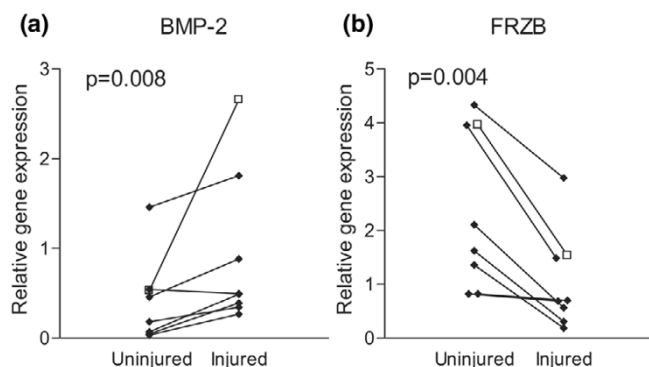 (a) BMP-2
Relative gene expression
3
2
1
0
p=0.008
Uninjured Injured
(b) FRZB
Relative gene expression
5
4
3
2
1
0
p=0.004
Uninjured Injured